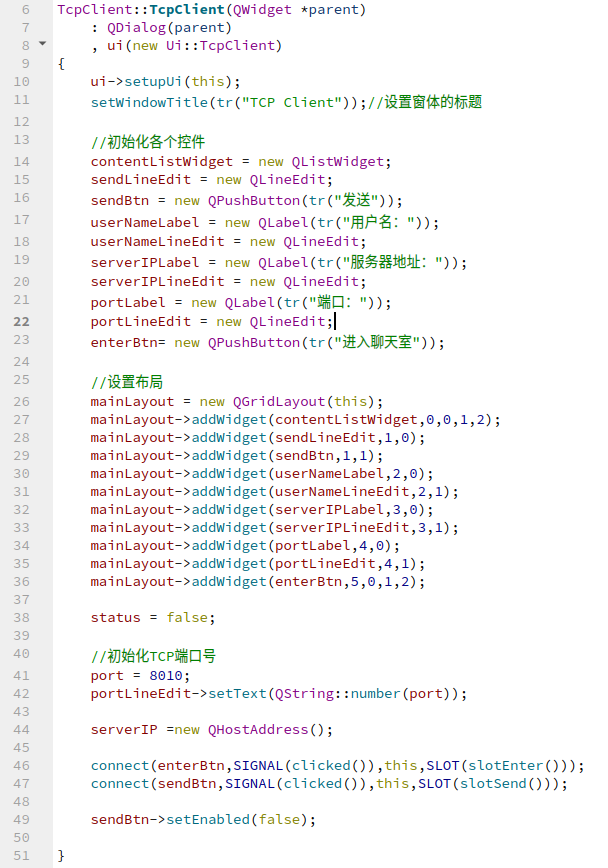 6 TcpClient::TcpClient(QWidget *parent)
7     : QDialog(parent)
8     , ui(new Ui::TcpClient)
9 {
10     ui->setupUi(this);
11     setWindowTitle(tr("TCP Client"));//设置窗体的标题
12
13     //初始化各个控件
14     contentListWidget = new QListWidget;
15     sendLineEdit = new QLineEdit;
16     sendBtn = new QPushButton(tr("发送"));
17     userNameLabel = new QLabel(tr("用户名："));
18     userNameLineEdit = new QLineEdit;
19     serverIPLabel = new QLabel(tr("服务器地址："));
20     serverIPLineEdit = new QLineEdit;
21     portLabel = new QLabel(tr("端口："));
22     portLineEdit = new QLineEdit;
23     enterBtn= new QPushButton(tr("进入聊天室"));
24
25     //设置布局
26     mainLayout = new QGridLayout(this);
27     mainLayout->addWidget(contentListWidget,0,0,1,2);
28     mainLayout->addWidget(sendLineEdit,1,0);
29     mainLayout->addWidget(sendBtn,1,1);
30     mainLayout->addWidget(userNameLabel,2,0);
31     mainLayout->addWidget(userNameLineEdit,2,1);
32     mainLayout->addWidget(serverIPLabel,3,0);
33     mainLayout->addWidget(serverIPLineEdit,3,1);
34     mainLayout->addWidget(portLabel,4,0);
35     mainLayout->addWidget(portLineEdit,4,1);
36     mainLayout->addWidget(enterBtn,5,0,1,2);
37
38     status = false;
39
40     //初始化TCP端口号
41     port = 8010;
42     portLineEdit->setText(QString::number(port));
43
44     serverIP =new QHostAddress();
45
46     connect(enterBtn,SIGNAL(clicked()),this,SLOT(slotEnter()));
47     connect(sendBtn,SIGNAL(clicked()),this,SLOT(slotSend()));
48
49     sendBtn->setEnabled(false);
50
51 }